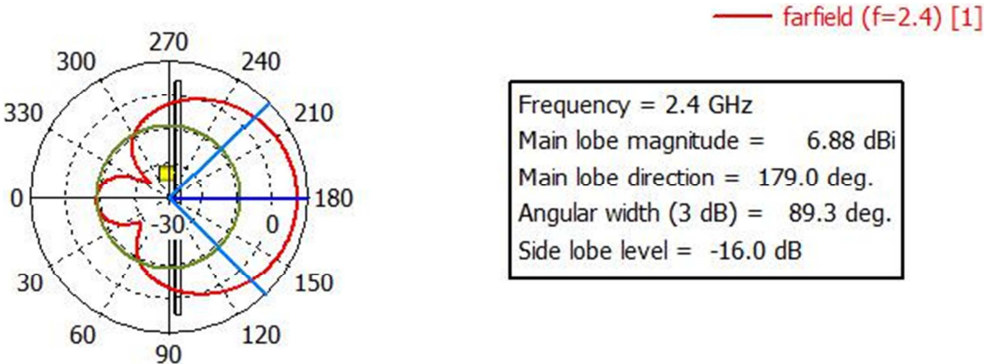 farfield (f=2.4) [1]
270
300 240
330 210
0 180
-30 0
30 150
60 120
90
Frequency = 2.4 GHz
Main lobe magnitude = 6.88 dBi
Main lobe direction = 179.0 deg.
Angular width (3 dB) = 89.3 deg.
Side lobe level = -16.0 dB